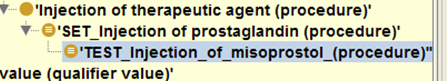 'Injection of therapeutic agent (procedure)'
'SET_Injection of prostaglandin (procedure)'
'TEST_Injection_of_misoprostol_(procedure)"
value (qualifier value)'